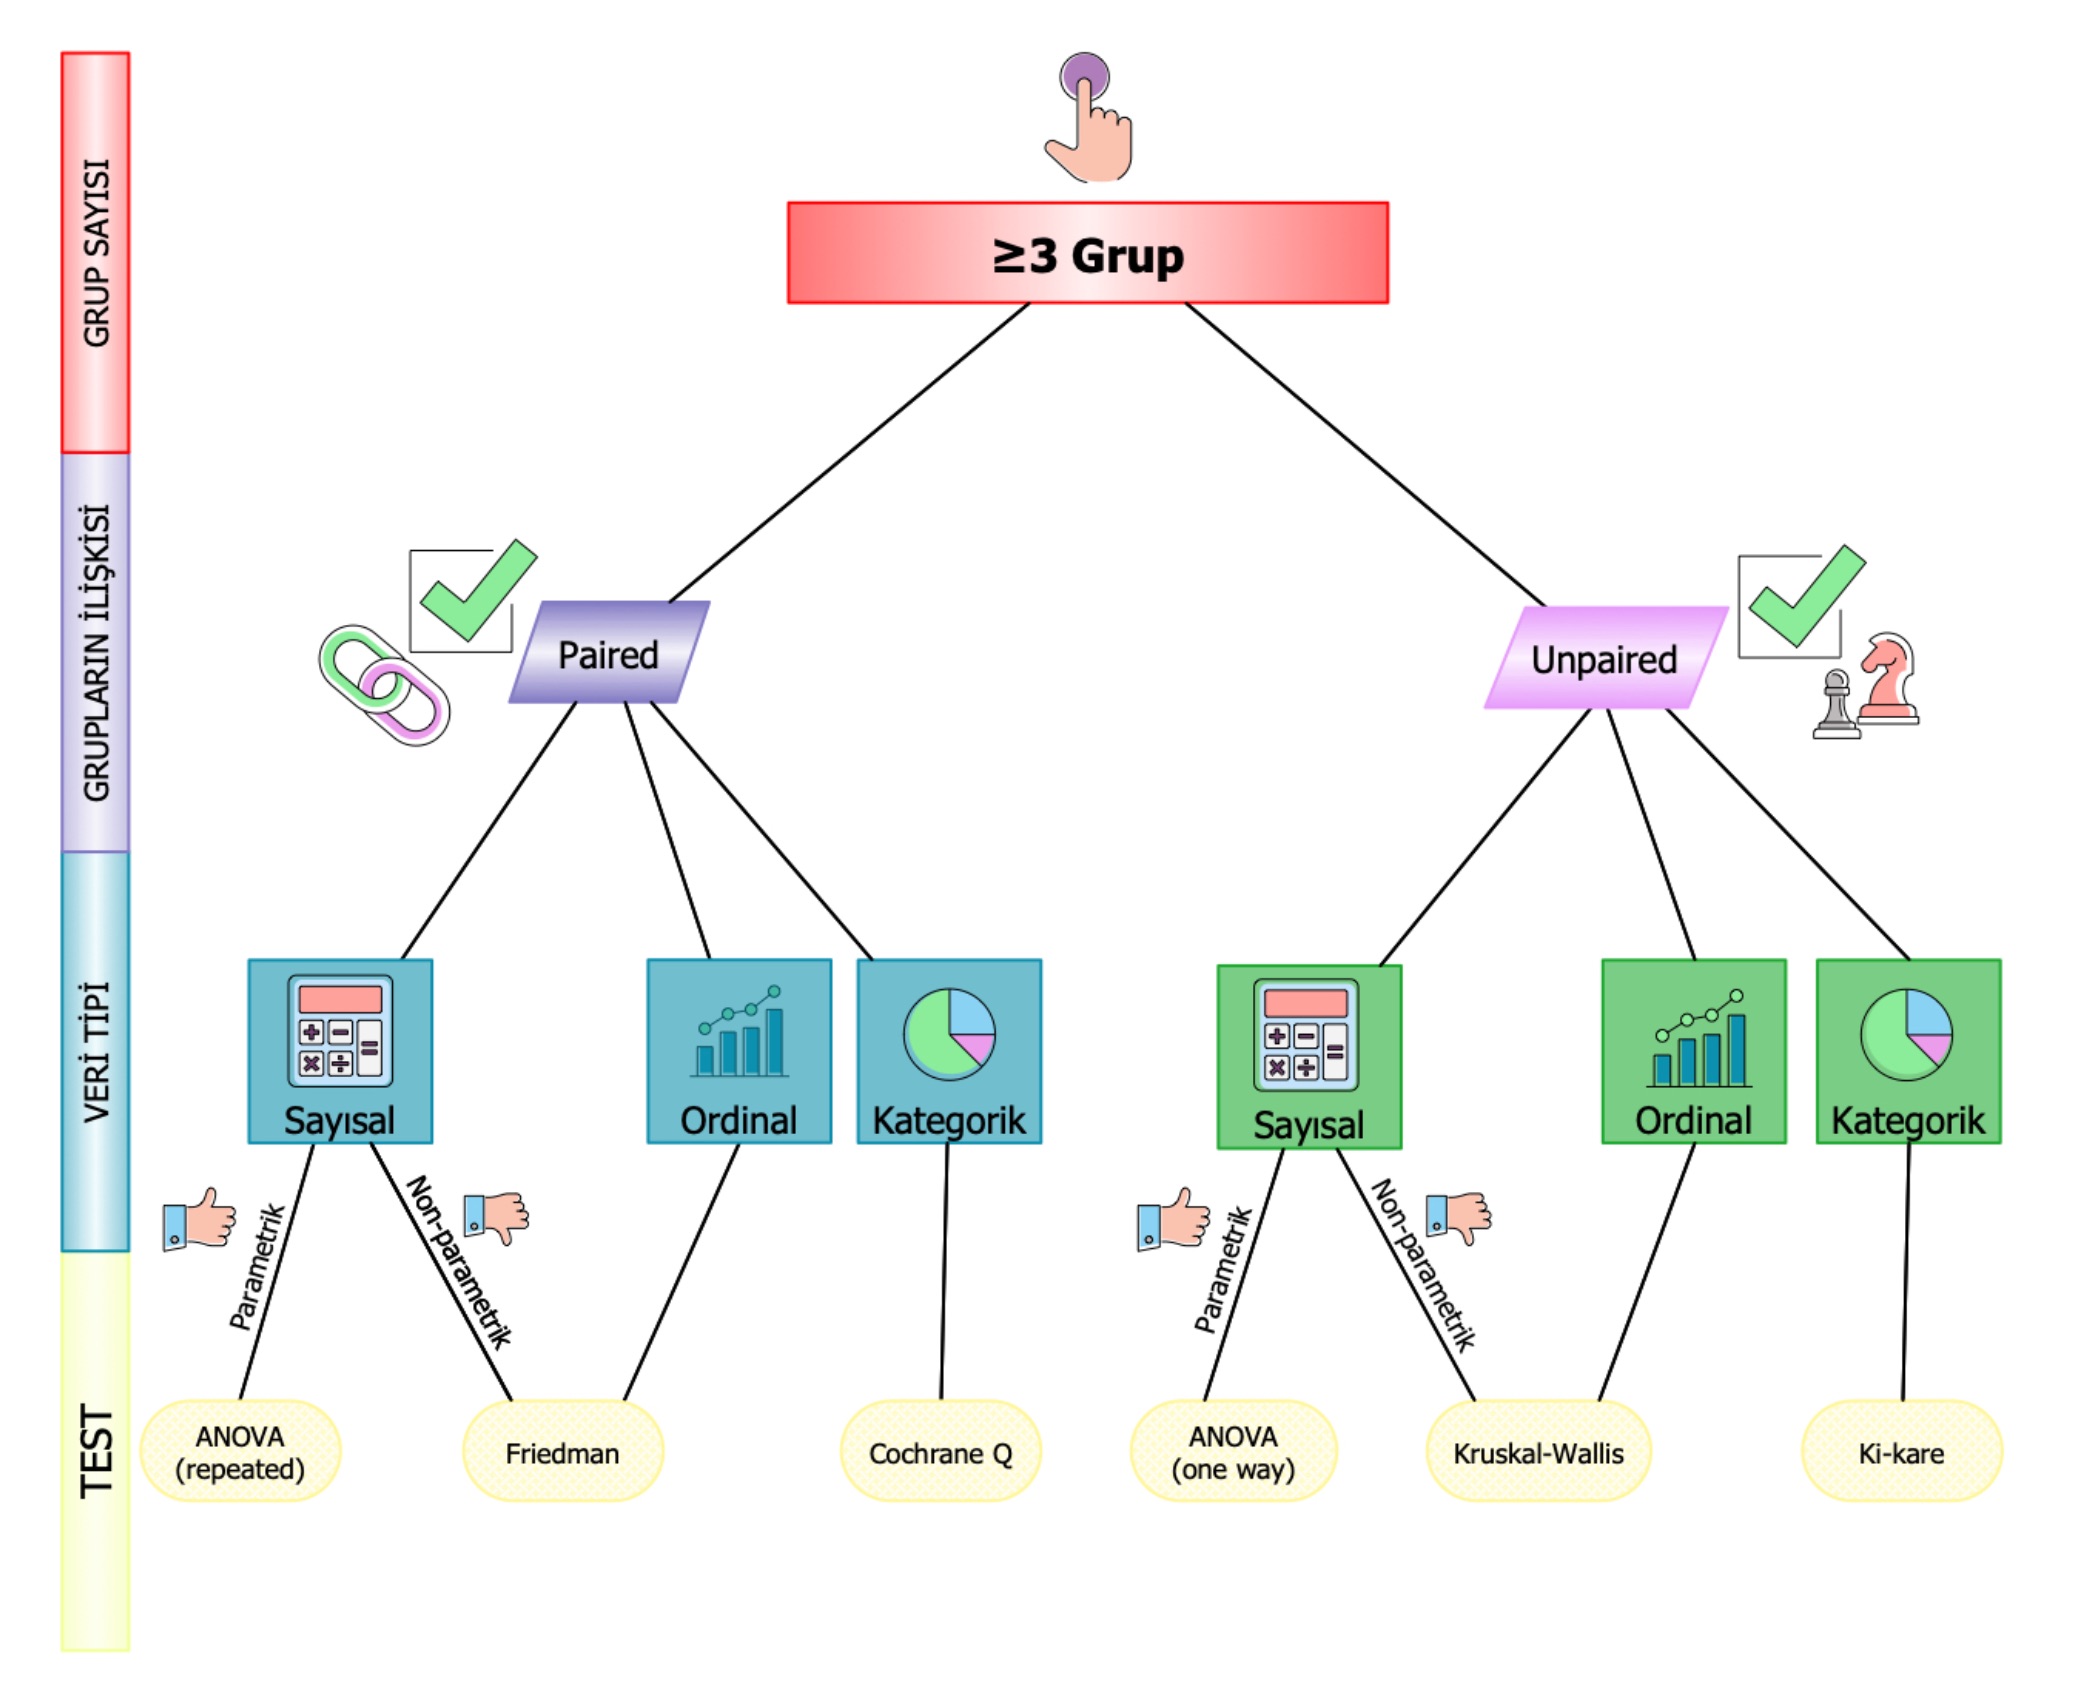 GRUP SAYISI
≥3 Grup
GRUPLARIN İLİŞKİSİ
Paired
Unpaired
VERİ TİPİ
Sayısal
Ordinal
Kategorik
Sayısal
Ordinal
Kategorik
Parametrik
Non-parametrik
Parametrik
Non-parametrik
TEST
ANOVA
(repeated)
Friedman
Cochrane Q
ANOVA
(one way)
Kruskal-Wallis
Ki-kare